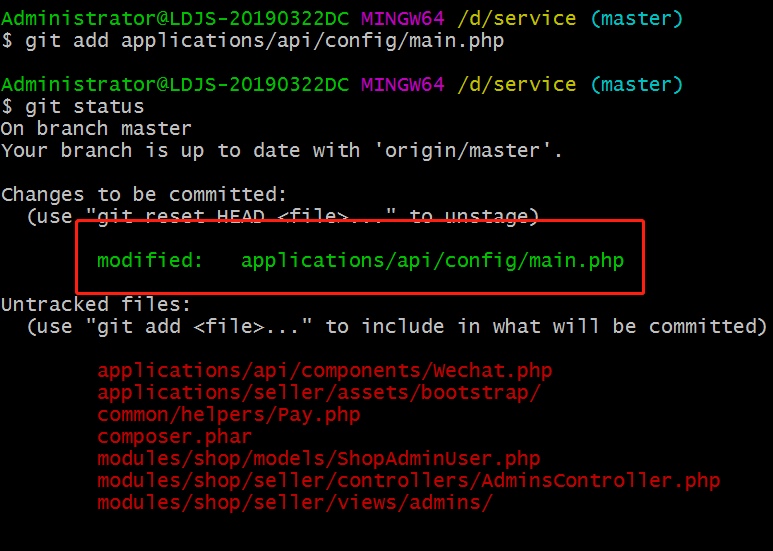 Administrator@LDJS-20190322DC MINGW64 /d/service (master)
$ git add applications/api/config/main.php
Administrator@LDJS-20190322DC MINGW64 /d/service (master)
$ git status
On branch master
Your branch is up to date with 'origin/master'.
Changes to be committed:
(use "git reset HEAD <file>..." to unstage)
modified: applications/api/config/main.php
Untracked files:
(use "git add <file>..." to include in what will be committed)
applications/api/components/Wechat.php
applications/seller/assets/bootstrap/
common/helpers/Pay.php
composer.phar
modules/shop/models/ShopAdminUser.php
modules/shop/seller/controllers/AdminsController.php
modules/shop/seller/views/admins/